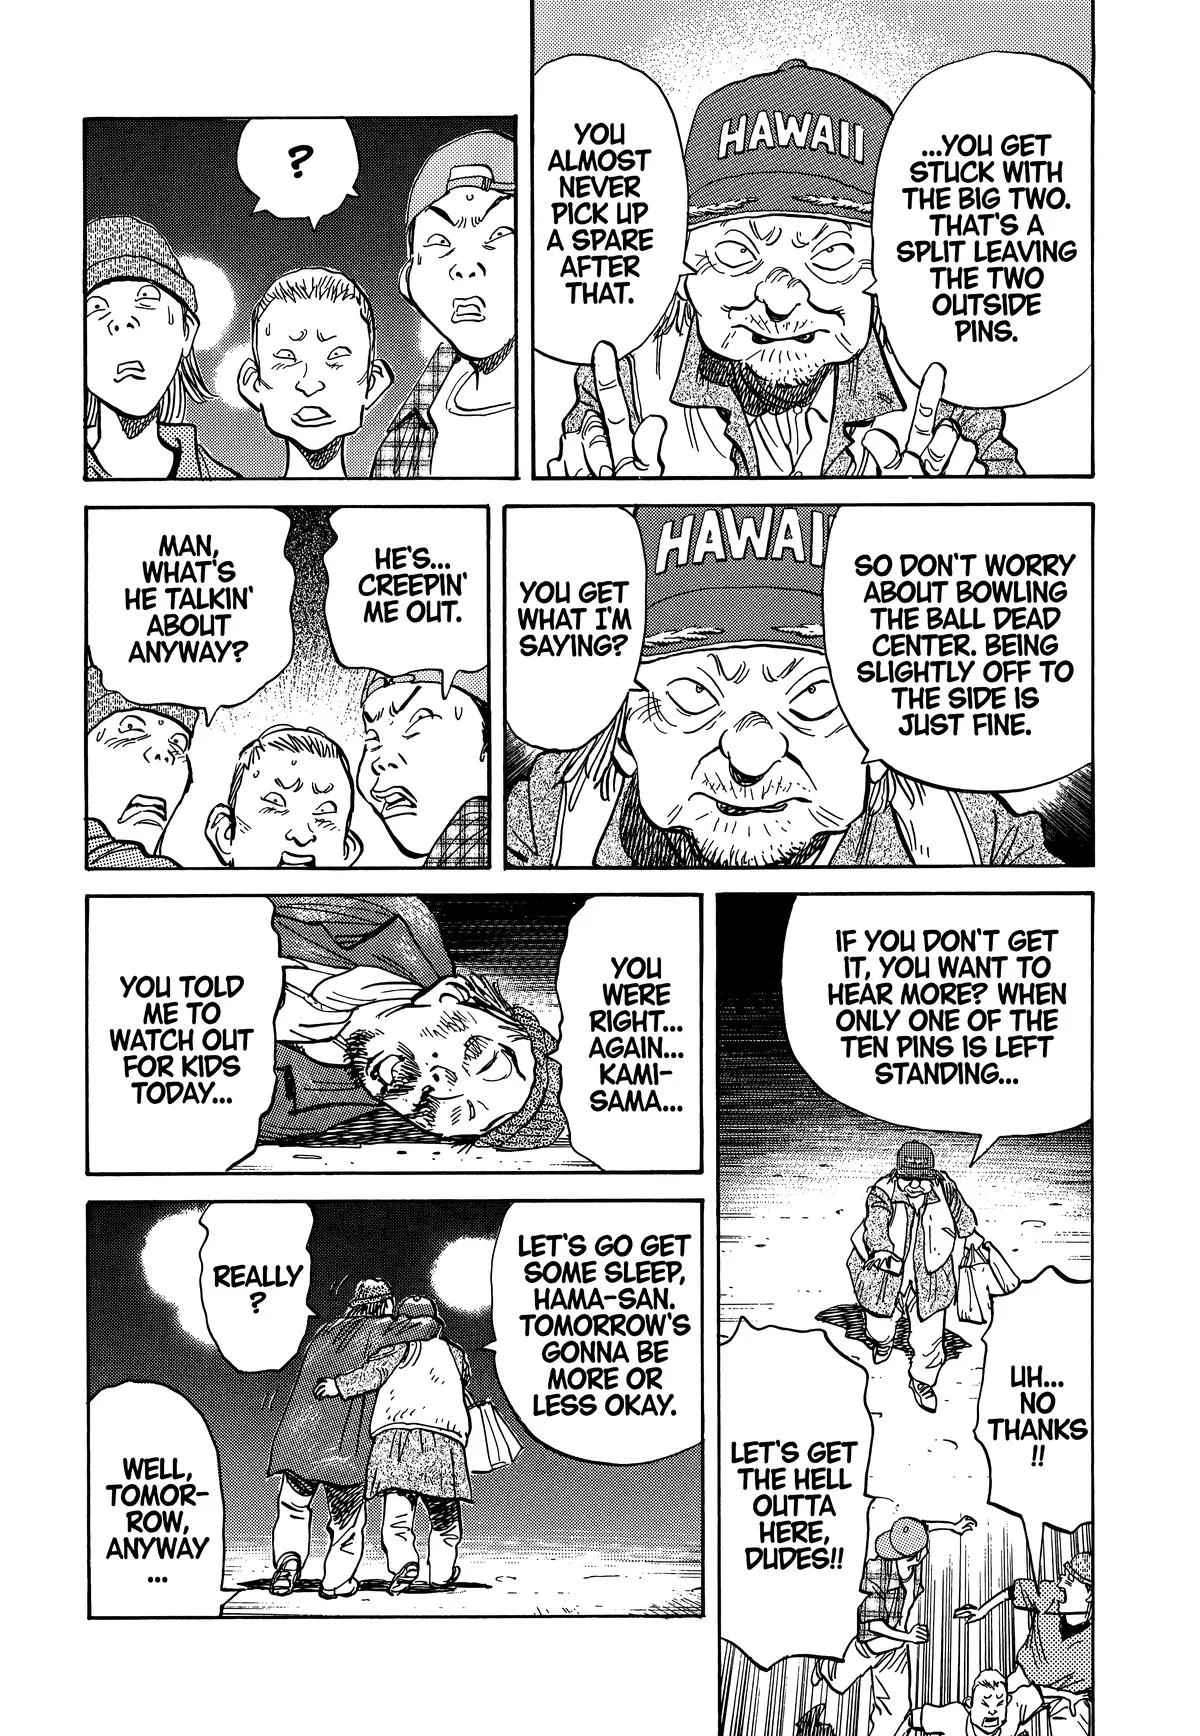 ...YOU GET
STUCK WITH
THE BIG TWO.
THAT'S A
SPLIT LEAVING
THE TWO
OUTSIDE
PINS.
HAWAII
YOU
ALMOST
NEVER
PICK UP
A SPARE
AFTER
THAT.
?
SO DON'T WORRY
ABOUT BOWLING
THE BALL DEAD
CENTER. BEING
SLIGHTLY OFF TO
THE SIDE IS
JUST FINE.
HAWAI
YOU GET
WHAT I'M
SAYING?
HE'S...
CREEPIN'
ME OUT.
MAN,
WHAT'S
HE TALKIN'
ABOUT
ANYWAY?
IF YOU DON'T GET
IT, YOU WANT TO
HEAR MORE? WHEN
ONLY ONE OF THE
TEN PINS IS LEFT
STANDING...
UH...
NO
THANKS
!!
LET'S GET
THE HELL
OUTTA
HERE,
DUDES!!
YOU
WERE
RIGHT...
AGAIN...
KAMI-
SAMA...
YOU TOLD
ME TO
WATCH OUT
FOR KIDS
TODAY...
LET'S GO GET
SOME SLEEP,
HAMA-SAN.
TOMORROW'S
GONNA BE
MORE OR
LESS OKAY.
REALLY
?
WELL,
TOMOR-
ROW,
ANYWAY
...